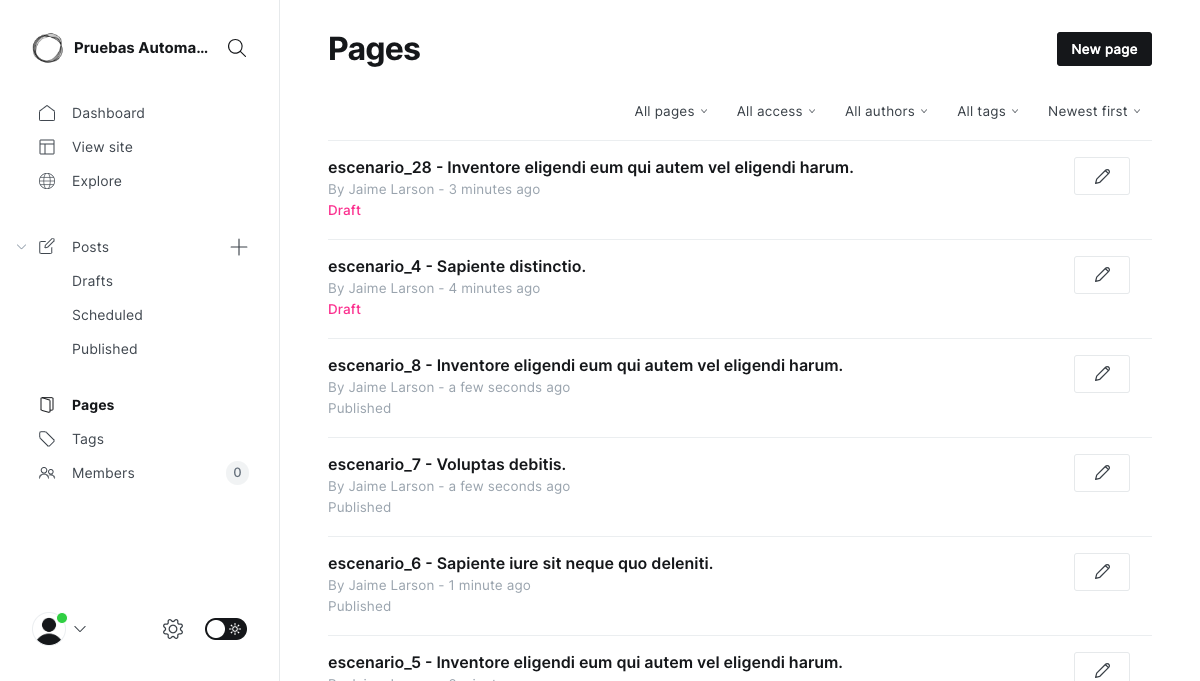 Pruebas Automa...
Dashboard
View site
Explore
Posts
Drafts
Scheduled
Published
Pages
Tags
Members
0
Pages
New page
All pages
All access
All authors
All tags
Newest first
escenario_28 - Inventore eligendi eum qui autem vel eligendi harum.
By Jaime Larson - 3 minutes ago
Draft
escenario_4 - Sapiente distinctio.
By Jaime Larson - 4 minutes ago
Draft
escenario_8 - Inventore eligendi eum qui autem vel eligendi harum.
By Jaime Larson - a few seconds ago
Published
escenario_7 - Voluptas debitis.
By Jaime Larson - a few seconds ago
Published
escenario_6 - Sapiente iure sit neque quo deleniti.
By Jaime Larson - 1 minute ago
Published
escenario_5 - Inventore eligendi eum qui autem vel eligendi harum.